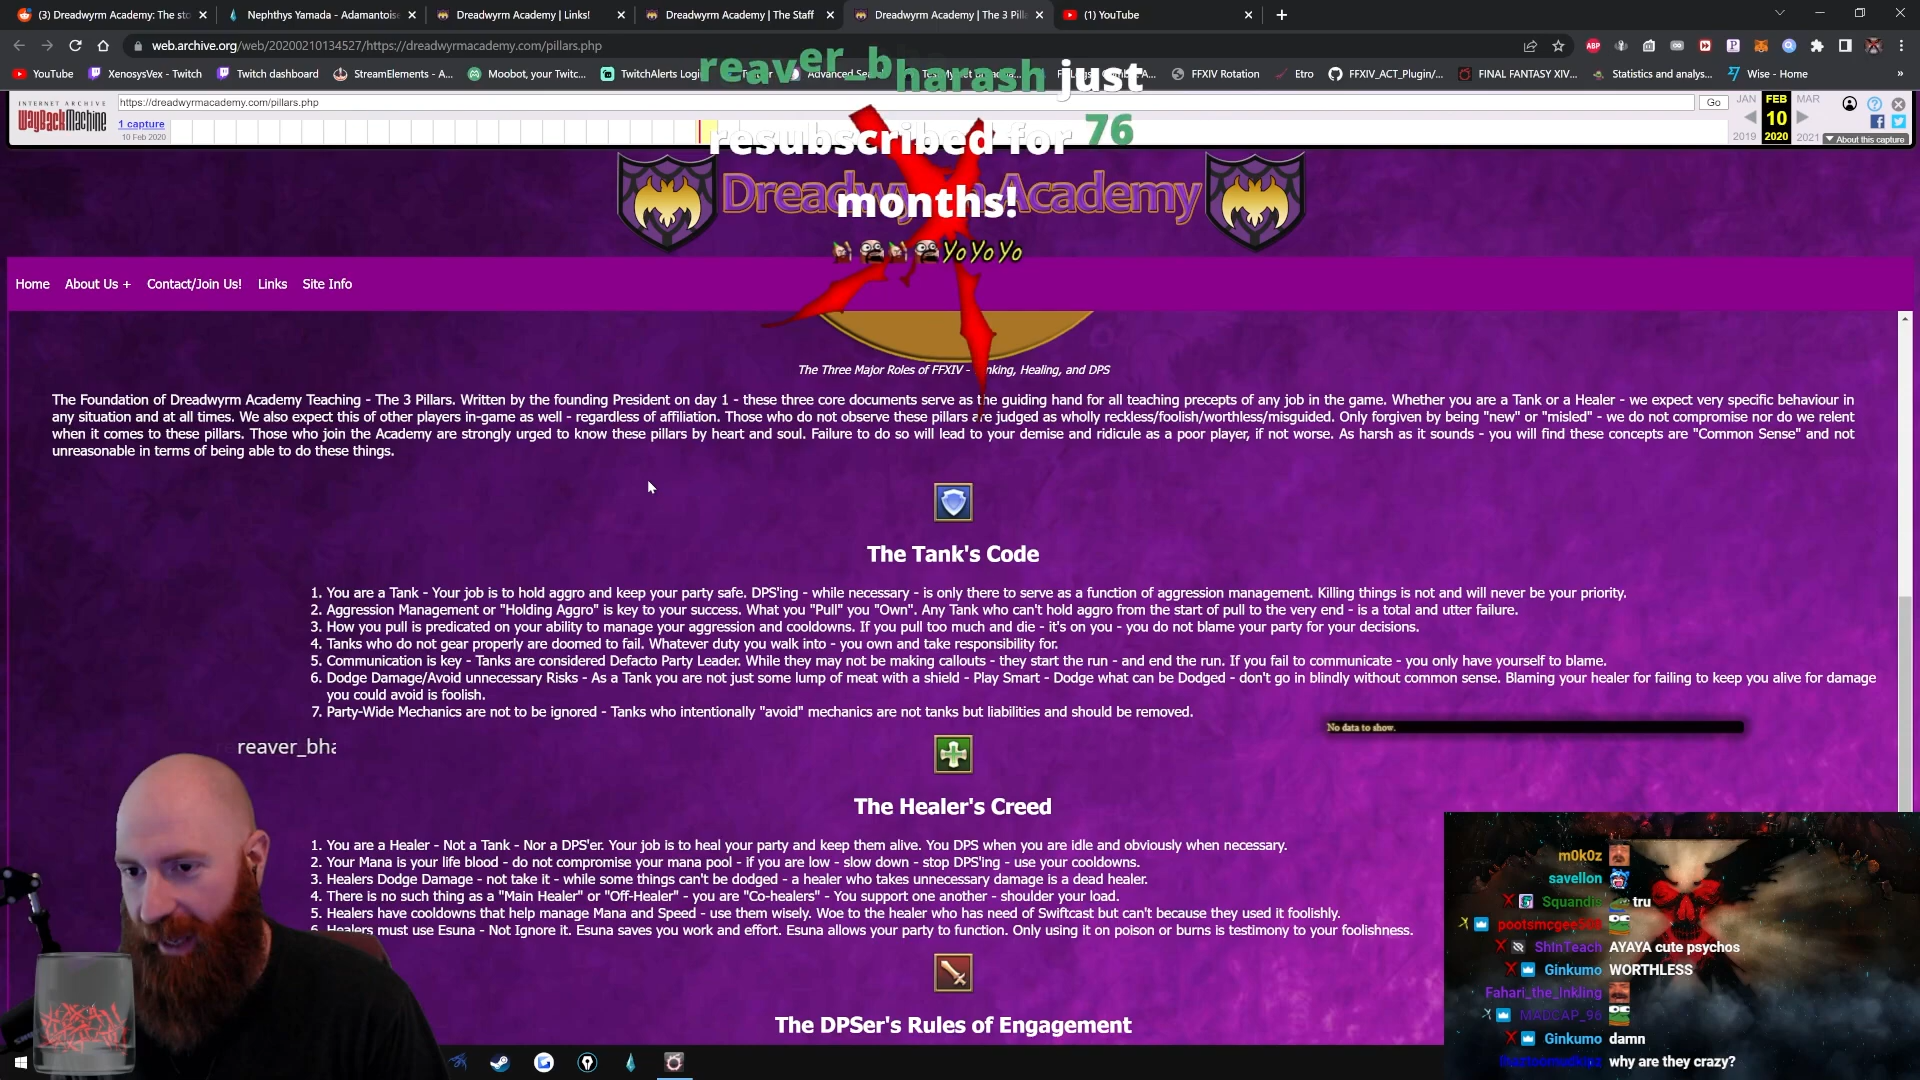 (3) Dreadwyrm Academy: The sto
Nephthys Yamada - Adamantoise
Dreadwyrm Academy | Links!
Dreadwyrm Academy | The Staff
Dreadwyrm Academy | The 3 Pilla
(1) YouTube
web.archive.org/web/20200210134527/https://dreadwyrmacademy.com/pillars.php
YouTube
XenosysVex - Twitch
Twitch dashboard
StreamElements - A...
Moobot, your Twitc...
TwitchAlerts Login
Advanced Sear
FFXIV Rotation
Etro
FFXIV_ACT_Plugin/...
FINAL FANTASY XIV...
Statistics and analys...
Wise - Home
reaver_bharash just
resubscribed for 76
months!
YoYoYo
INTERNET ARCHIVE
WayBackMachine
https://dreadwyrmacademy.com/pillars.php
Go
1 capture
10 Feb 2020
JAN FEB MAR
10
2019 2020 2021
About this capture
Dreadwyrm Academy
Home
About Us +
Contact/Join Us!
Links
Site Info
The Three Major Roles of FFXIV - nking, Healing, and DPS
The Foundation of Dreadwyrm Academy Teaching - The 3 Pillars. Written by the founding President on day 1 - these three core documents serve as the guiding hand for all teaching precepts of any job in the game. Whether you are a Tank or a Healer - we expect very specific behaviour in
any situation and at all times. We also expect this of other players in-game as well - regardless of affiliation. Those who do not observe these pillars are judged as wholly reckless/foolish/worthless/misguided. Only forgiven by being "new" or "misled" - we do not compromise nor do we relent
when it comes to these pillars. Those who join the Academy are strongly urged to know these pillars by heart and soul. Failure to do so will lead to your demise and ridicule as a poor player, if not worse. As harsh as it sounds - you will find these concepts are "Common Sense" and not
unreasonable in terms of being able to do these things.
The Tank's Code
1. You are a Tank - Your job is to hold aggro and keep your party safe. DPS'ing - while necessary - is only there to serve as a function of aggression management. Killing things is not and will never be your priority.
2. Aggression Management or "Holding Aggro" is key to your success. What you "Pull" you "Own". Any Tank who can't hold aggro from the start of pull to the very end - is a total and utter failure.
3. How you pull is predicated on your ability to manage your aggression and cooldowns. If you pull too much and die - it's on you - you do not blame your party for your decisions.
4. Tanks who do not gear properly are doomed to fail. Whatever duty you walk into - you own and take responsibility for.
5. Communication is key - Tanks are considered Defacto Party Leader. While they may not be making callouts - they start the run - and end the run. If you fail to communicate - you only have yourself to blame.
6. Dodge Damage/Avoid unnecessary Risks - As a Tank you are not just some lump of meat with a shield - Play Smart - Dodge what can be Dodged - don't go in blindly without common sense. Blaming your healer for failing to keep you alive for damage
you could avoid is foolish.
7. Party-Wide Mechanics are not to be ignored - Tanks who intentionally "avoid" mechanics are not tanks but liabilities and should be removed.
No data to show.
reaver_bha
The Healer's Creed
1. You are a Healer - Not a Tank - Nor a DPS'er. Your job is to heal your party and keep them alive. You DPS when you are idle and obviously when necessary.
2. Your Mana is your life blood - do not compromise your mana pool - if you are low - slow down - stop DPS'ing - use your cooldowns.
3. Healers Dodge Damage - not take it - while some things can't be dodged - a healer who takes unnecessary damage is a dead healer.
4. There is no such thing as a "Main Healer" or "Off-Healer" - you are "Co-healers" - You support one another - shoulder your load.
5. Healers have cooldowns that help manage Mana and Speed - use them wisely. Woe to the healer who has need of Swiftcast but can't because they used it foolishly.
6. Healers must use Esuna - Not Ignore it. Esuna saves you work and effort. Esuna allows your party to function. Only using it on poison or burns is testimony to your foolishness.
The DPSer's Rules of Engagement
m0k0z
savellon
Squandis tru
pootsmcgee508
ShInTeach AYAYA cute psychos
Ginkumo WORTHLESS
Fahari_the_Inkling
MADCAP_96
Ginkumo damn
why are they crazy?